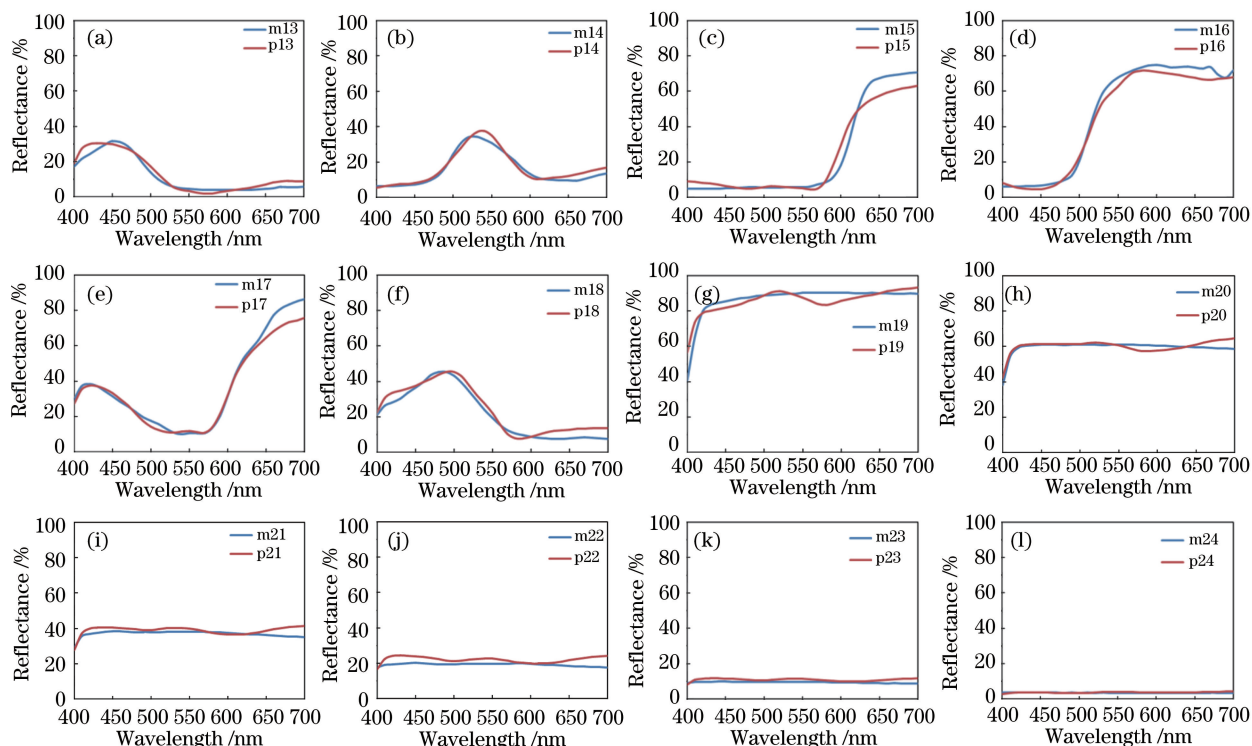 100
80
60
40
20
0
Reflectance /%
(a)
m13
p13
400 450 500 550 600 650 700
Wavelength /nm
100
80
60
40
20
0
Reflectance /%
(b)
m14
p14
400 450 500 550 600 650 700
Wavelength /nm
100
80
60
40
20
0
Reflectance /%
(c)
m15
p15
400 450 500 550 600 650 700
Wavelength /nm
100
80
60
40
20
0
Reflectance /%
(d)
m16
p16
400 450 500 550 600 650 700
Wavelength /nm
100
80
60
40
20
0
Reflectance /%
(e)
m17
p17
400 450 500 550 600 650 700
Wavelength /nm
100
80
60
40
20
0
Reflectance /%
(f)
m18
p18
400 450 500 550 600 650 700
Wavelength /nm
100
80
60
40
20
0
Reflectance /%
(g)
m19
p19
400 450 500 550 600 650 700
Wavelength /nm
100
80
60
40
20
0
Reflectance /%
(h)
m20
p20
400 450 500 550 600 650 700
Wavelength /nm
100
80
60
40
20
0
Reflectance /%
(i)
m21
p21
400 450 500 550 600 650 700
Wavelength /nm
100
80
60
40
20
0
Reflectance /%
(j)
m22
p22
400 450 500 550 600 650 700
Wavelength /nm
100
80
60
40
20
0
Reflectance /%
(k)
m23
p23
400 450 500 550 600 650 700
Wavelength /nm
100
80
60
40
20
0
Reflectance /%
(l)
m24
p24
400 450 500 550 600 650 700
Wavelength /nm